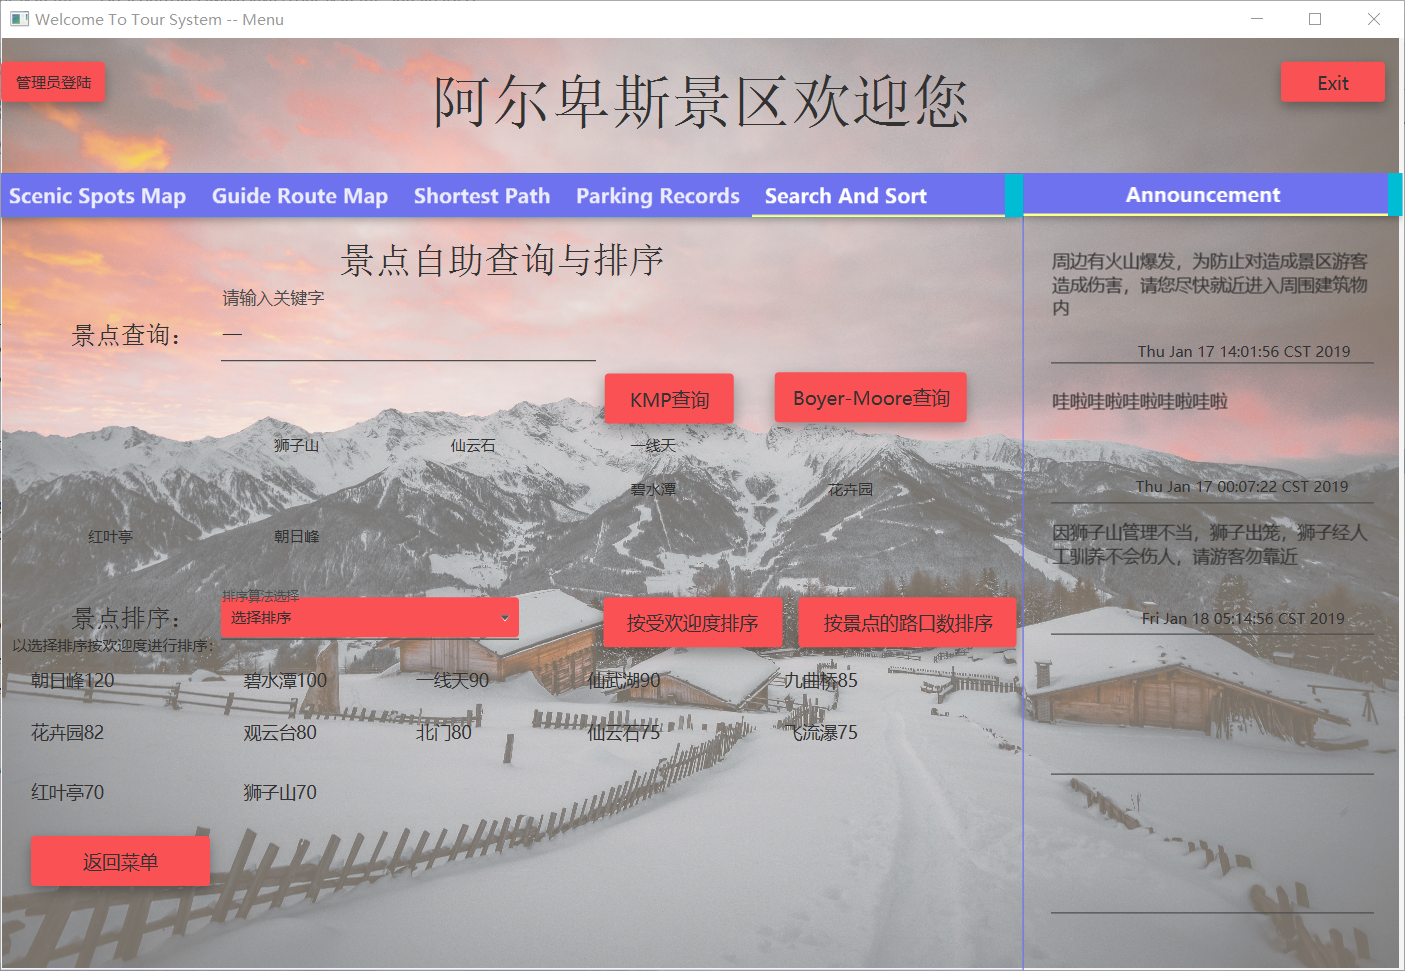 Welcome To Tour System -- Menu
管理员登陆
阿尔卑斯景区欢迎您
Exit
Scenic Spots Map
Guide Route Map
Shortest Path
Parking Records
Search And Sort
Announcement
景点自助查询与排序
请输入关键字
景点查询：
一
KMP查询
Boyer-Moore查询
狮子山
仙云石
一线天
碧水潭
花卉园
红叶亭
朝日峰
排序算法选择
景点排序：
选择排序
按受欢迎度排序
按景点的路口数排序
以选择排序按欢迎度进行排序：
朝日峰120
碧水潭100
一线天90
仙武湖90
九曲桥85
花卉园82
观云台80
北门80
仙云石75
飞流瀑75
红叶亭70
狮子山70
返回菜单
周边有火山爆发，为防止对造成景区游客
造成伤害，请您尽快就近进入周围建筑物
内
Thu Jan 17 14:01:56 CST 2019
哇啦哇啦哇啦哇啦哇啦
Thu Jan 17 00:07:22 CST 2019
因狮子山管理不当，狮子出笼，狮子经人
工驯养不会伤人，请游客勿靠近
Fri Jan 18 05:14:56 CST 2019